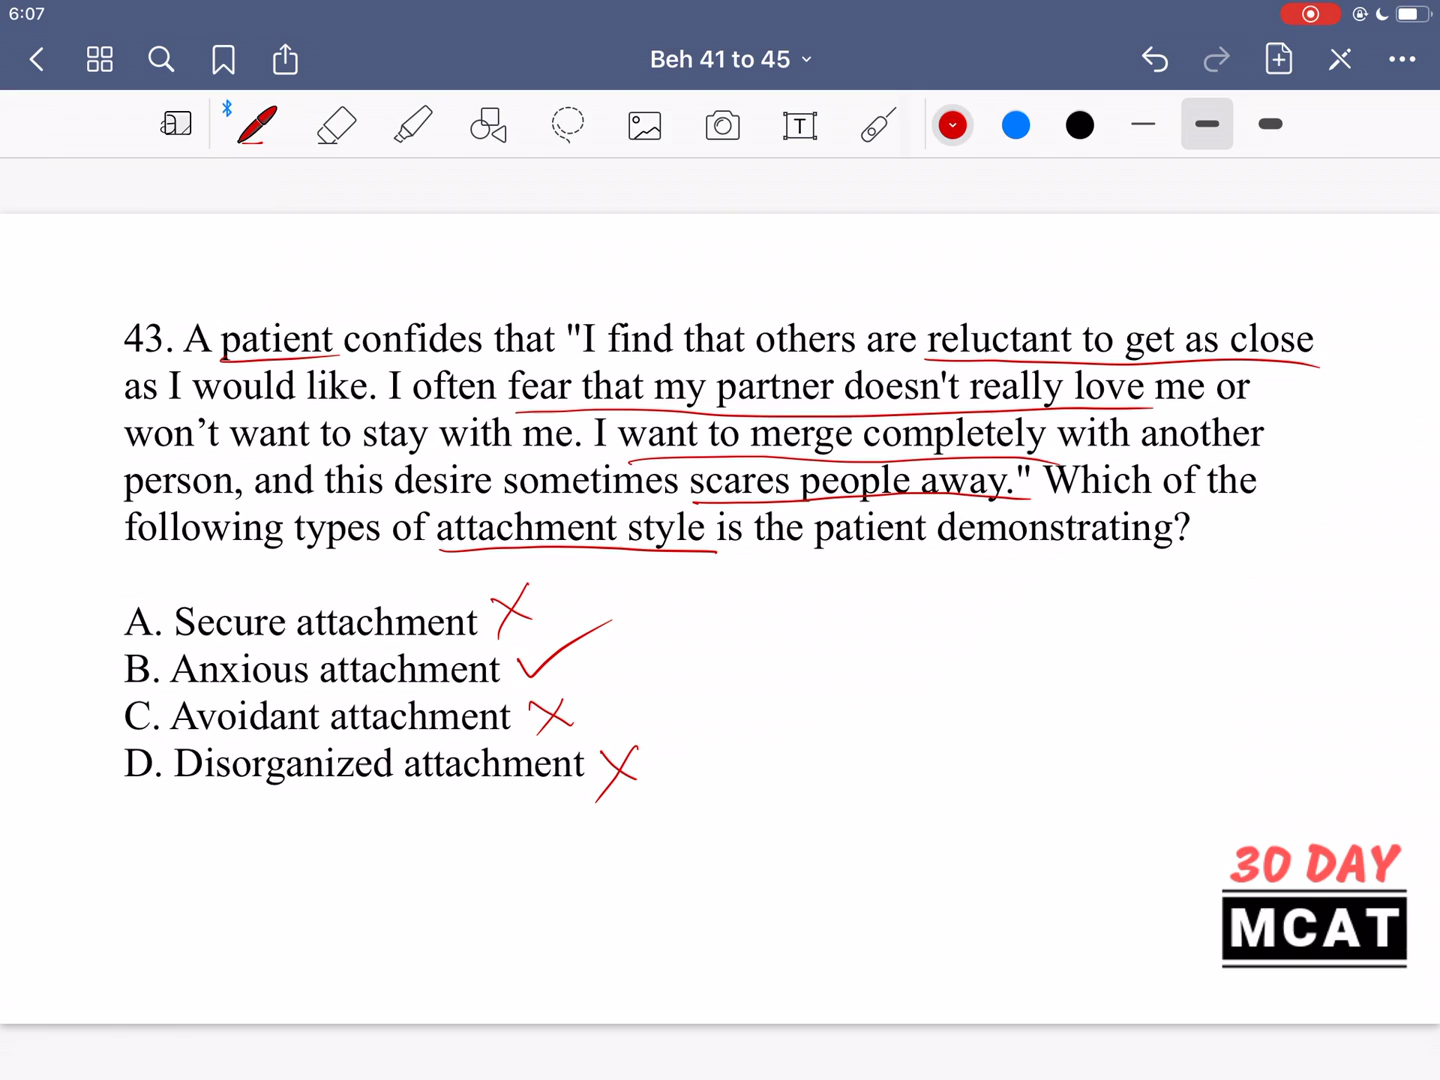 6:07
Beh 41 to 45
T
43. A patient confides that "I find that others are reluctant to get as close
as I would like. I often fear that my partner doesn't really love me or
won’t want to stay with me. I want to merge completely with another
person, and this desire sometimes scares people away." Which of the
following types of attachment style is the patient demonstrating?
A. Secure attachment
B. Anxious attachment
C. Avoidant attachment
D. Disorganized attachment
30 DAY
MCAT